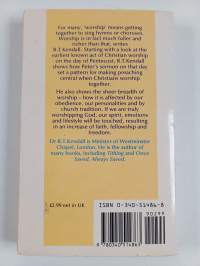 For many, 'worship' means getting
together to sing hymns or choruses.
Worship is in fact much fuller and
richer than that, writes
R.T. Kendall. Starting with a look at the
earliest known act of Christian worship
on the day of Pentecost, R.T. Kendall
shows how Peter's sermon on that day
set a pattern for making preaching
central when Christians worship
together.
He also shows the sheer breadth of
worship – how it is affected by our
obedience, our personalities and by
church tradition. If we are truly
worshipping God, our spirit, emotions
and lifestyle will be touched, resulting
in an increase of faith, fellowship and
freedom.
Dr R.T. Kendall is Minister of Westminster
Chapel, London. He is the author of
many books, including Tithing and Once
Saved, Always Saved.
£2.99 net in UK
ISBN 0-340-51486-8
90299
9 780340 514863